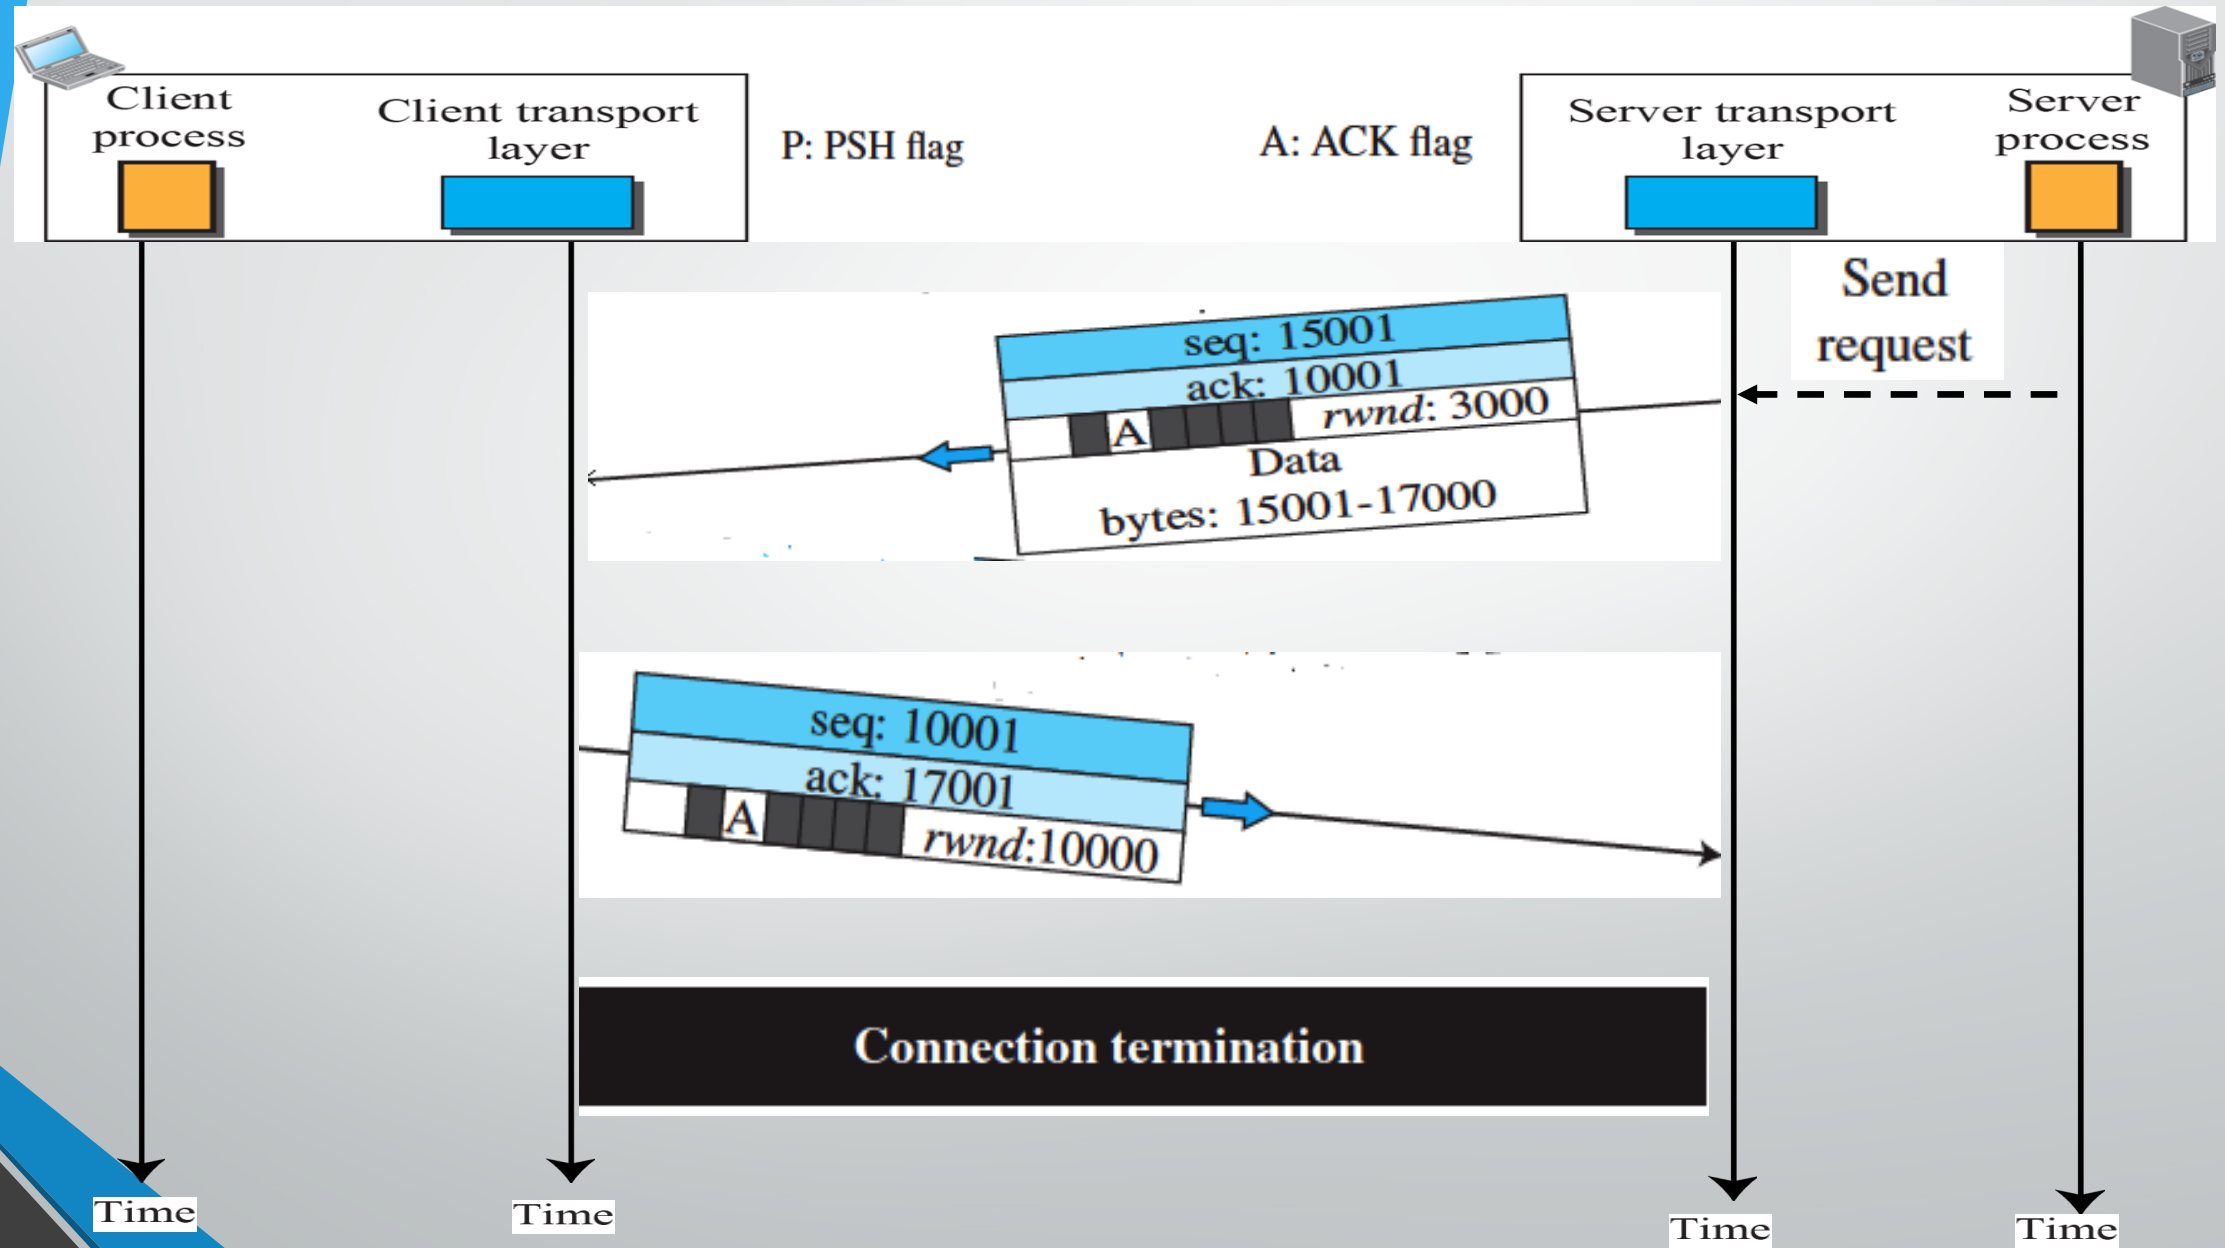 Client
process
Client transport
layer
P: PSH flag
A: ACK flag
Server transport
layer
Server
process
Send
request
seq: 15001
ack: 10001
A
rwnd: 3000
Data
bytes: 15001-17000
seq: 10001
ack: 17001
A
rwnd:10000
Connection termination
Time
Time
Time
Time